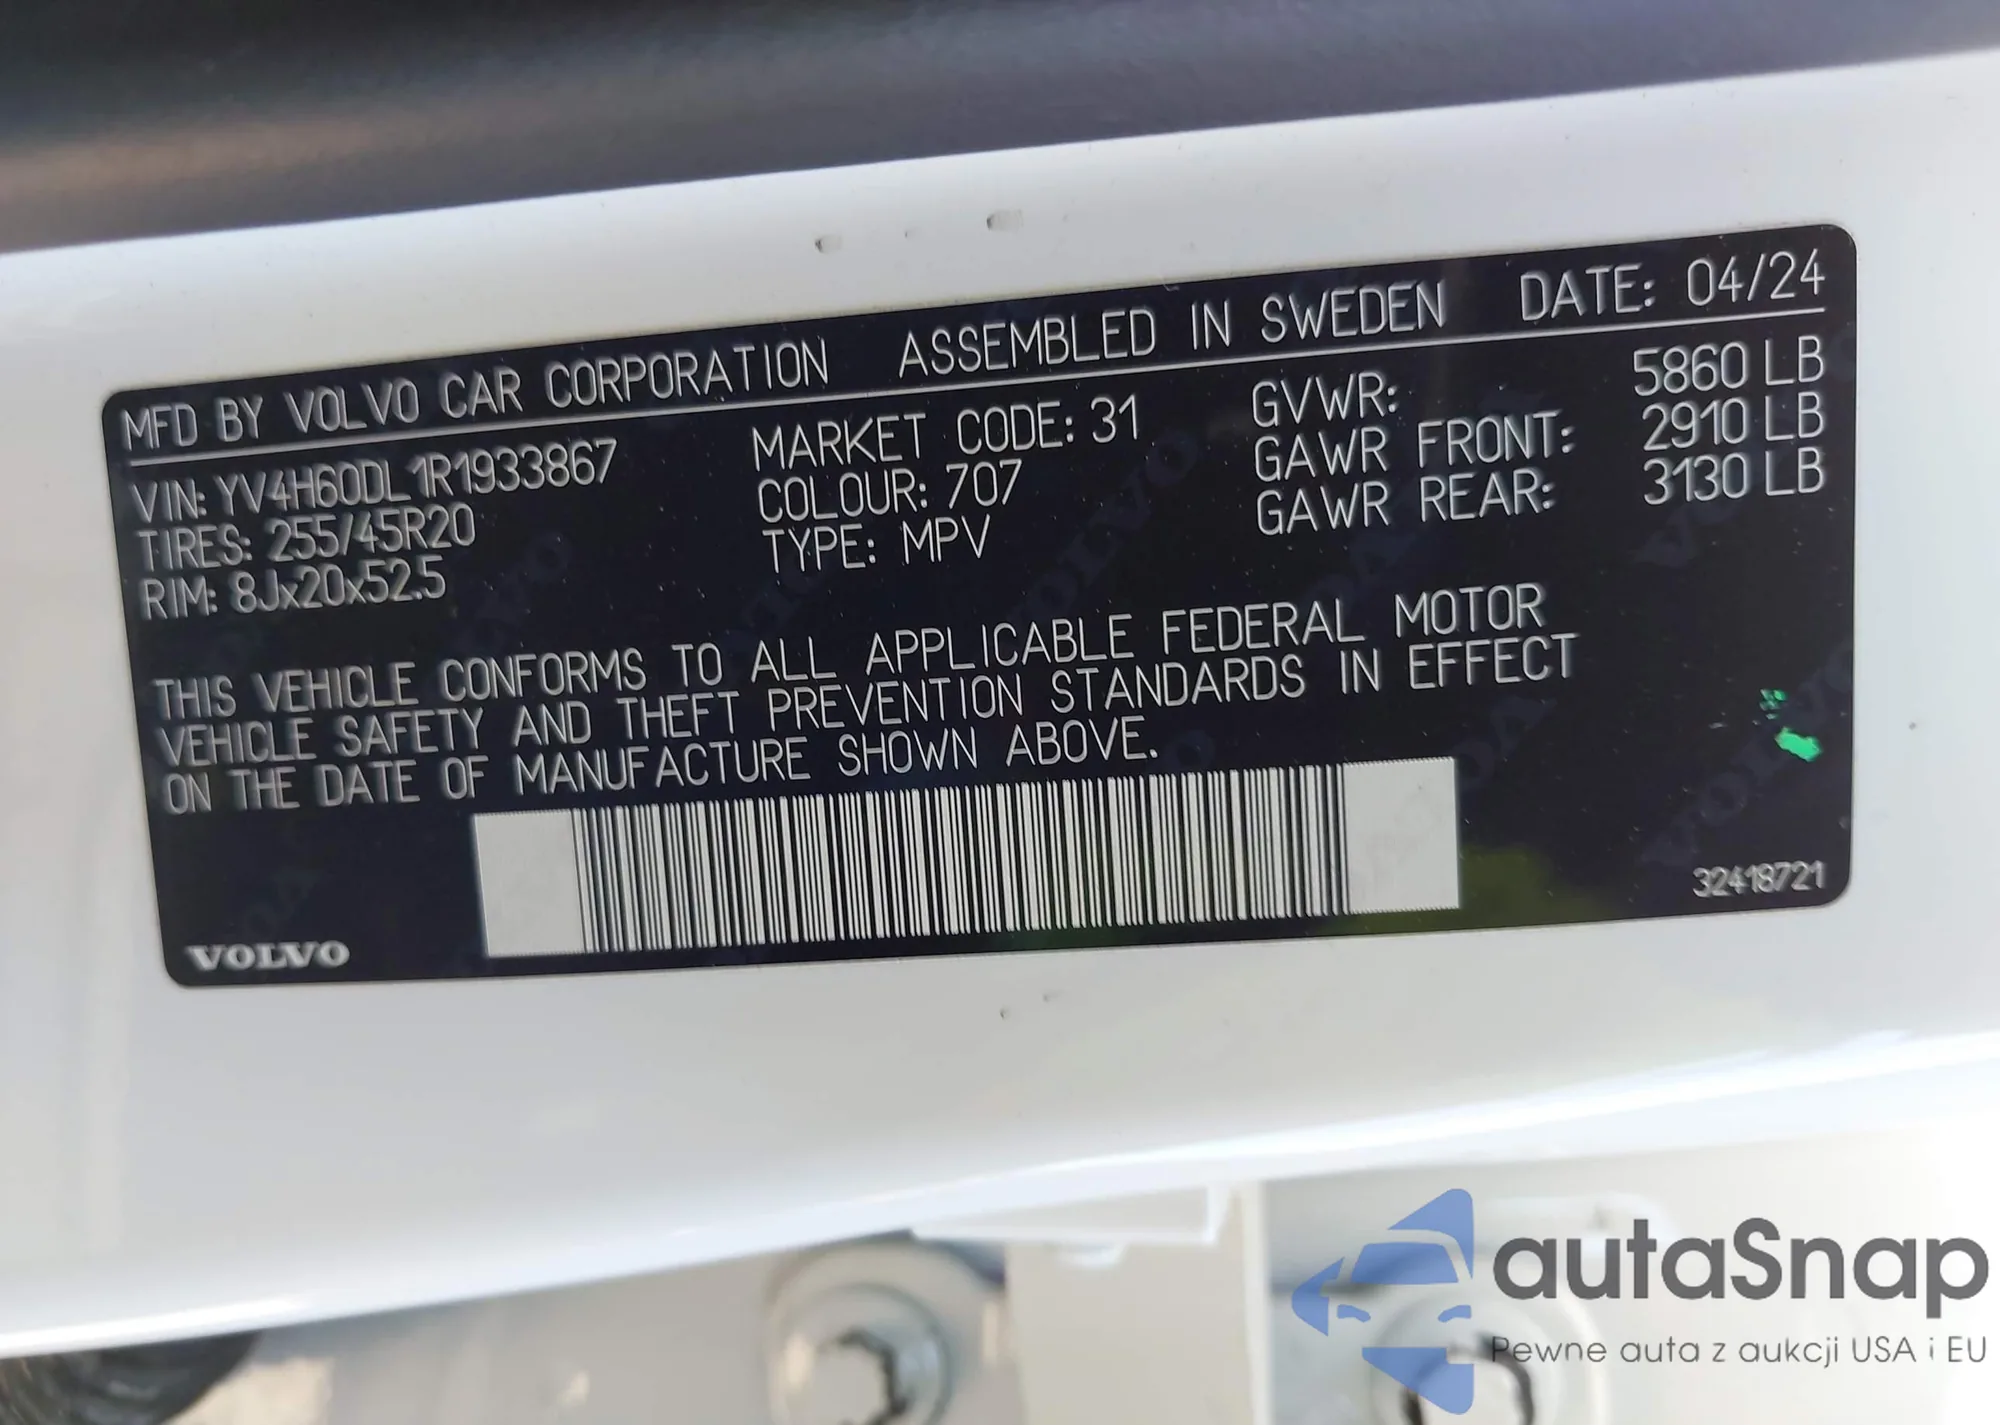 MFD BY VOLVO CAR CORPORATION ASSEMBLED IN SWEDEN DATE: 04/24
VIN: YV4H60DL1R1933867 MARKET CODE: 31 GVWR: 5860 LB
TIRES: 255/45R20 COLOUR: 707 GAWR FRONT: 2910 LB
RIM: 8Jx20x52.5 TYPE: MPV GAWR REAR: 3130 LB
THIS VEHICLE CONFORMS TO ALL APPLICABLE FEDERAL MOTOR
VEHICLE SAFETY AND THEFT PREVENTION STANDARDS IN EFFECT
ON THE DATE OF MANUFACTURE SHOWN ABOVE.
32418721
VOLVO
autaSnap
Pewne auta z aukcji USA i EU